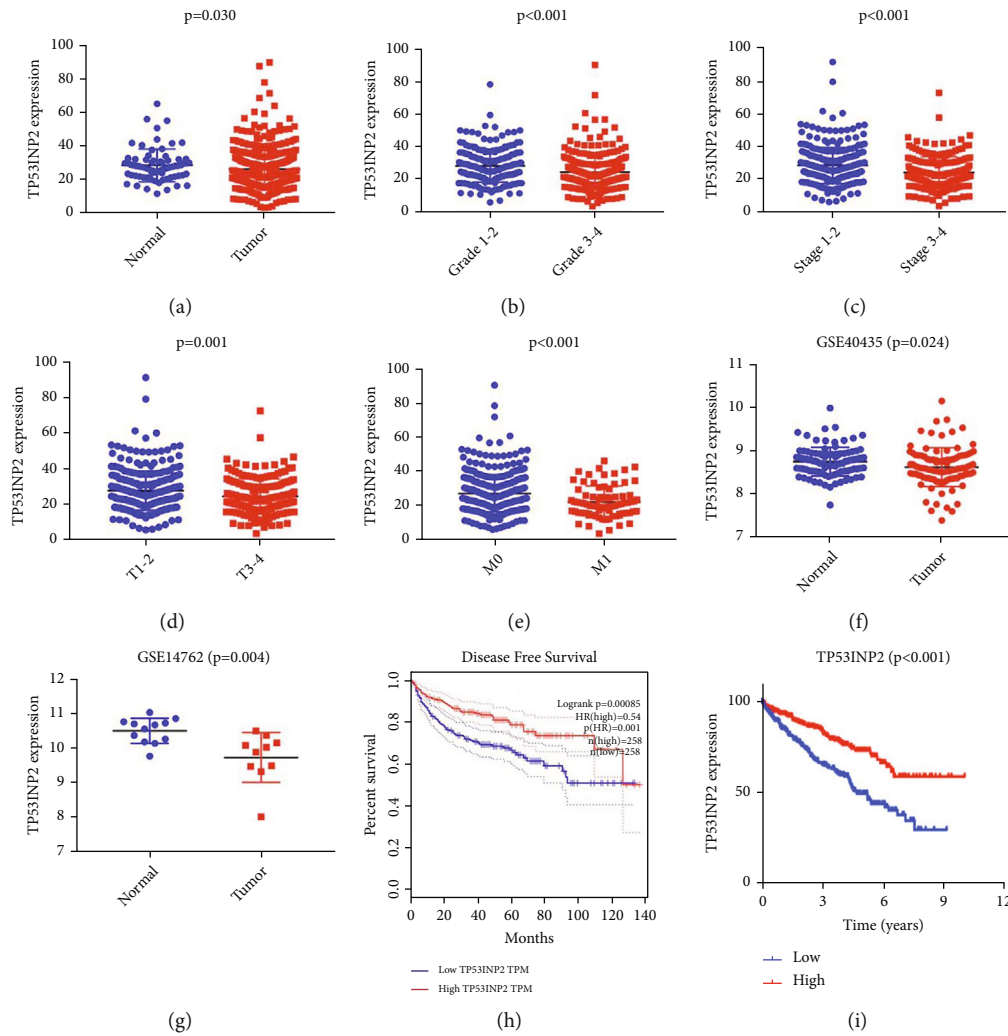 p=0.030
TP53INP2 expression
100
80
60
40
20
0
Normal
Tumor
(a)
p<0.001
TP53INP2 expression
100
80
60
40
20
0
Grade 1-2
Grade 3-4
(b)
p<0.001
TP53INP2 expression
100
80
60
40
20
0
Stage 1-2
Stage 3-4
(c)
p=0.001
TP53INP2 expression
100
80
60
40
20
0
T1-2
T3-4
(d)
p<0.001
TP53INP2 expression
100
80
60
40
20
0
M0
M1
(e)
GSE40435 (p=0.024)
TP53INP2 expression
11
10
9
8
7
Normal
Tumor
(f)
GSE14762 (p=0.004)
TP53INP2 expression
12
11
10
9
8
7
Normal
Tumor
(g)
Disease Free Survival
Percent survival
1.0
0.8
0.6
0.4
0.2
0.0
Logrank p=0.00085
HR(high)=0.54
p(HR)=0.001
n(high)=258
n(low)=258
0 20 40 60 80 100 120 140
Months
Low TP53INP2 TPM
High TP53INP2 TPM
(h)
TP53INP2 (p<0.001)
TP53INP2 expression
100
50
0
0 3 6 9 12
Time (years)
Low
High
(i)